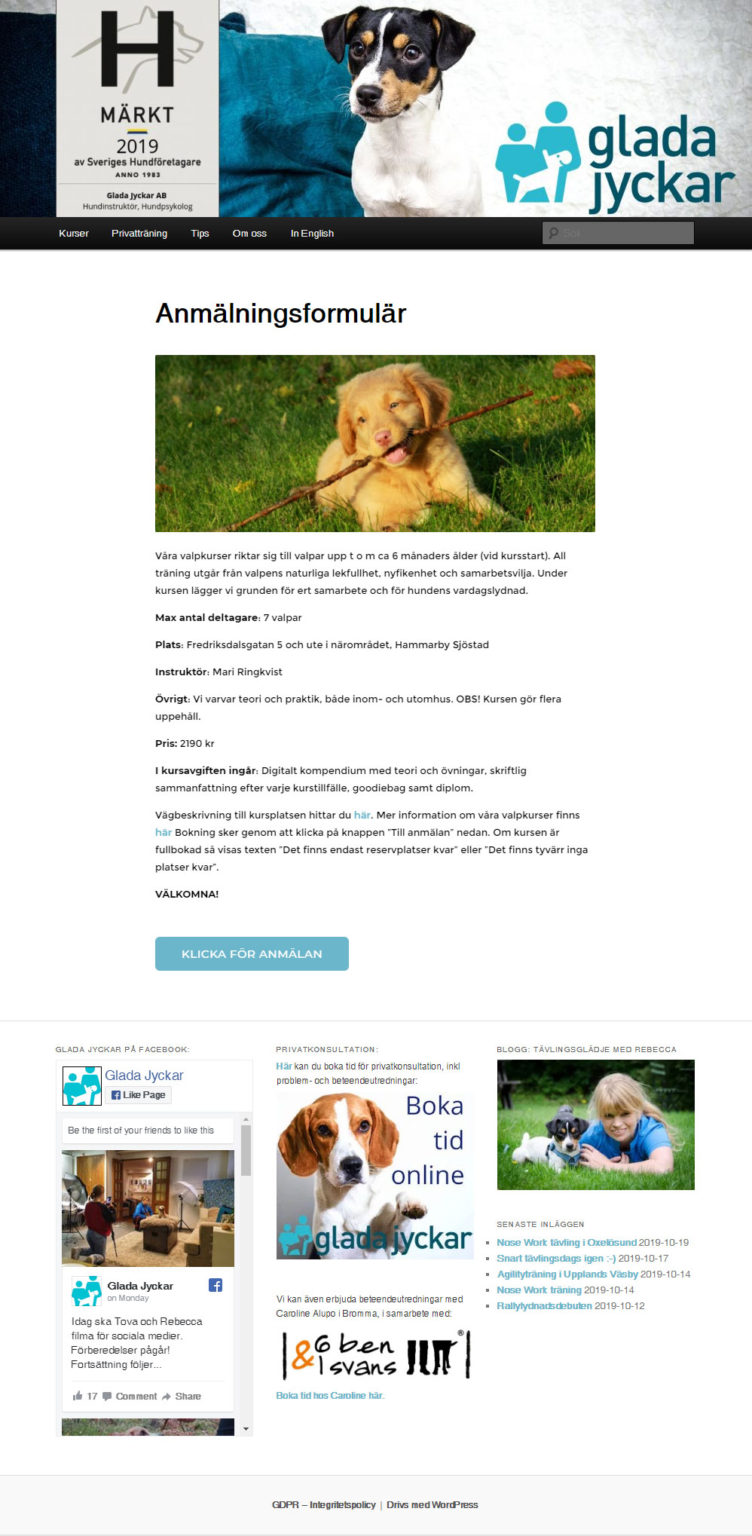 H
MÄRKT
2019
av Sveriges Hundföretagare
ANNO 1983
Glada Jyckar AB
Hundinstruktör, Hundpsykolog
glada
jyckar
Kurser Privatträning Tips Om oss In English Sök
Anmälningsformulär
Våra valpkurser riktar sig till valpar upp t o m ca 6 månaders ålder (vid kursstart). All
träning utgår från valpens naturliga lekfullhet, nyfikenhet och samarbetsvilja. Under
kursen lägger vi grunden för ert samarbete och för hundens vardagslydnad.
Max antal deltagare: 7 valpar
Plats: Fredriksdalsgatan 5 och ute i närområdet, Hammarby Sjöstad
Instruktör: Mari Ringkvist
Övrigt: Vi varvar teori och praktik, både inom- och utomhus. OBS! Kursen gör flera
uppehåll.
Pris: 2190 kr
I kursavgiften ingår: Digitalt kompendium med teori och övningar, skriftlig
sammanfattning efter varje kurstillfälle, goodiebag samt diplom.
Vägbeskrivning till kursplatsen hittar du här. Mer information om våra valpkurser finns
här Bokning sker genom att klicka på knappen "Till anmälan" nedan. Om kursen är
fullbokad så visas texten "Det finns endast reservplatser kvar" eller "Det finns tyvärr inga
platser kvar".
VÄLKOMNA!
KLICKA FÖR ANMÄLAN
GLADA JYCKAR PÅ FACEBOOK:
Glada Jyckar
Like Page
Be the first of your friends to like this
Glada Jyckar
on Monday
Idag ska Tova och Rebecca
filma för sociala medier.
Förberedelser pågår!
Fortsättning följer...
17 Comment Share
PRIVATKONSULTATION:
Här kan du boka tid för privatkonsultation, inkl
problem- och beteendeutredningar:
Boka
tid
online
glada jyckar
Vi kan även erbjuda beteendeutredningar med
Caroline Alupo i Bromma, i samarbete med:
& 6 ben
1 svans ®
Boka tid hos Caroline här.
BLOGG: TÄVLINGSGLÄDJE MED REBECCA
SENASTE INLÄGGEN
Nose Work tävling i Oxelösund 2019-10-19
Snart tävlingsdags igen :-) 2019-10-17
Agilityträning i Upplands Väsby 2019-10-14
Nose Work träning 2019-10-14
Rallylydnadsdebuten 2019-10-12
GDPR – Integritetspolicy | Drivs med WordPress